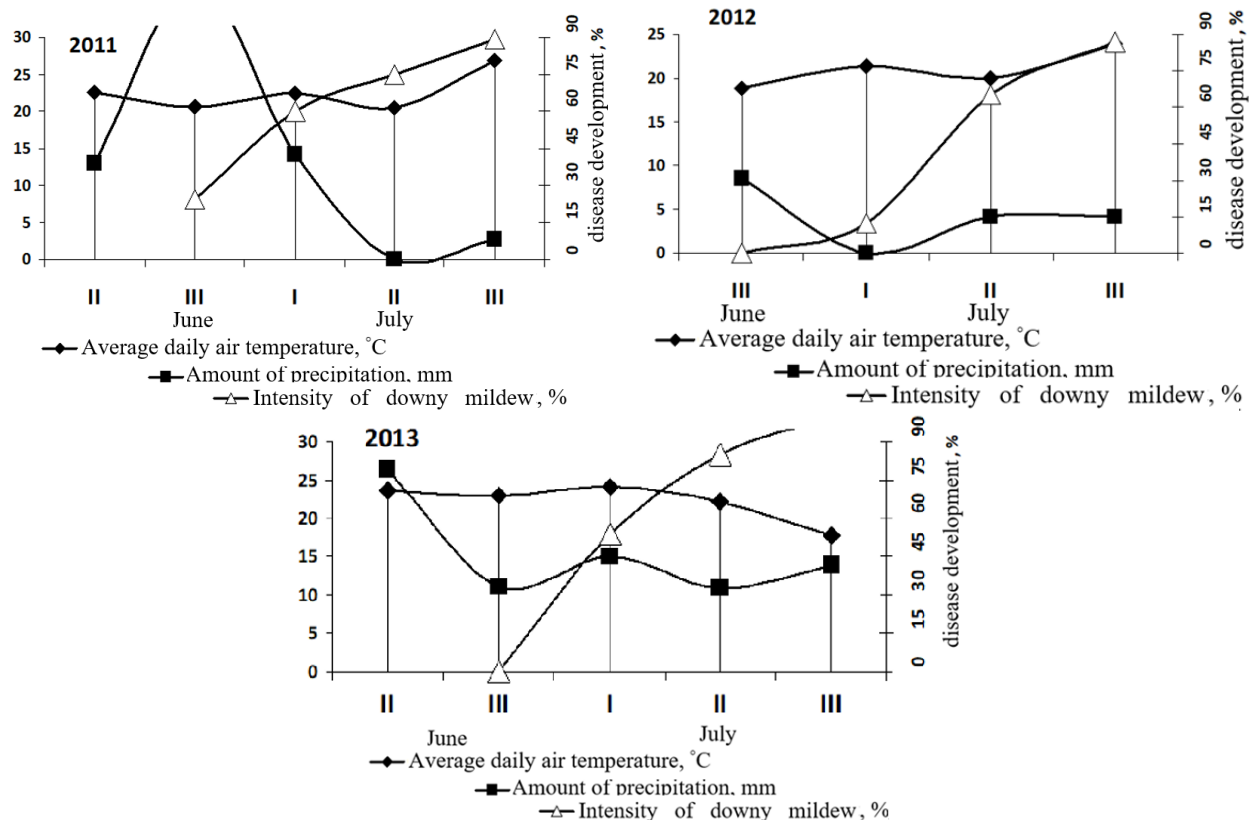 2011
30
25
20
15
10
5
0
90
75
60
45
30
15
0
disease development, %
II III I II III
June July
Average daily air temperature, °C
Amount of precipitation, mm
Intensity of downy mildew, %
2012
25
20
15
10
5
0
90
75
60
45
30
15
0
disease development, %
III I II III
June July
Average daily air temperature, °C
Amount of precipitation, mm
Intensity of downy mildew, %
2013
30
25
20
15
10
5
0
90
75
60
45
30
15
0
disease development, %
II III I II III
June July
Average daily air temperature, °C
Amount of precipitation, mm
Intensity of downy mildew, %